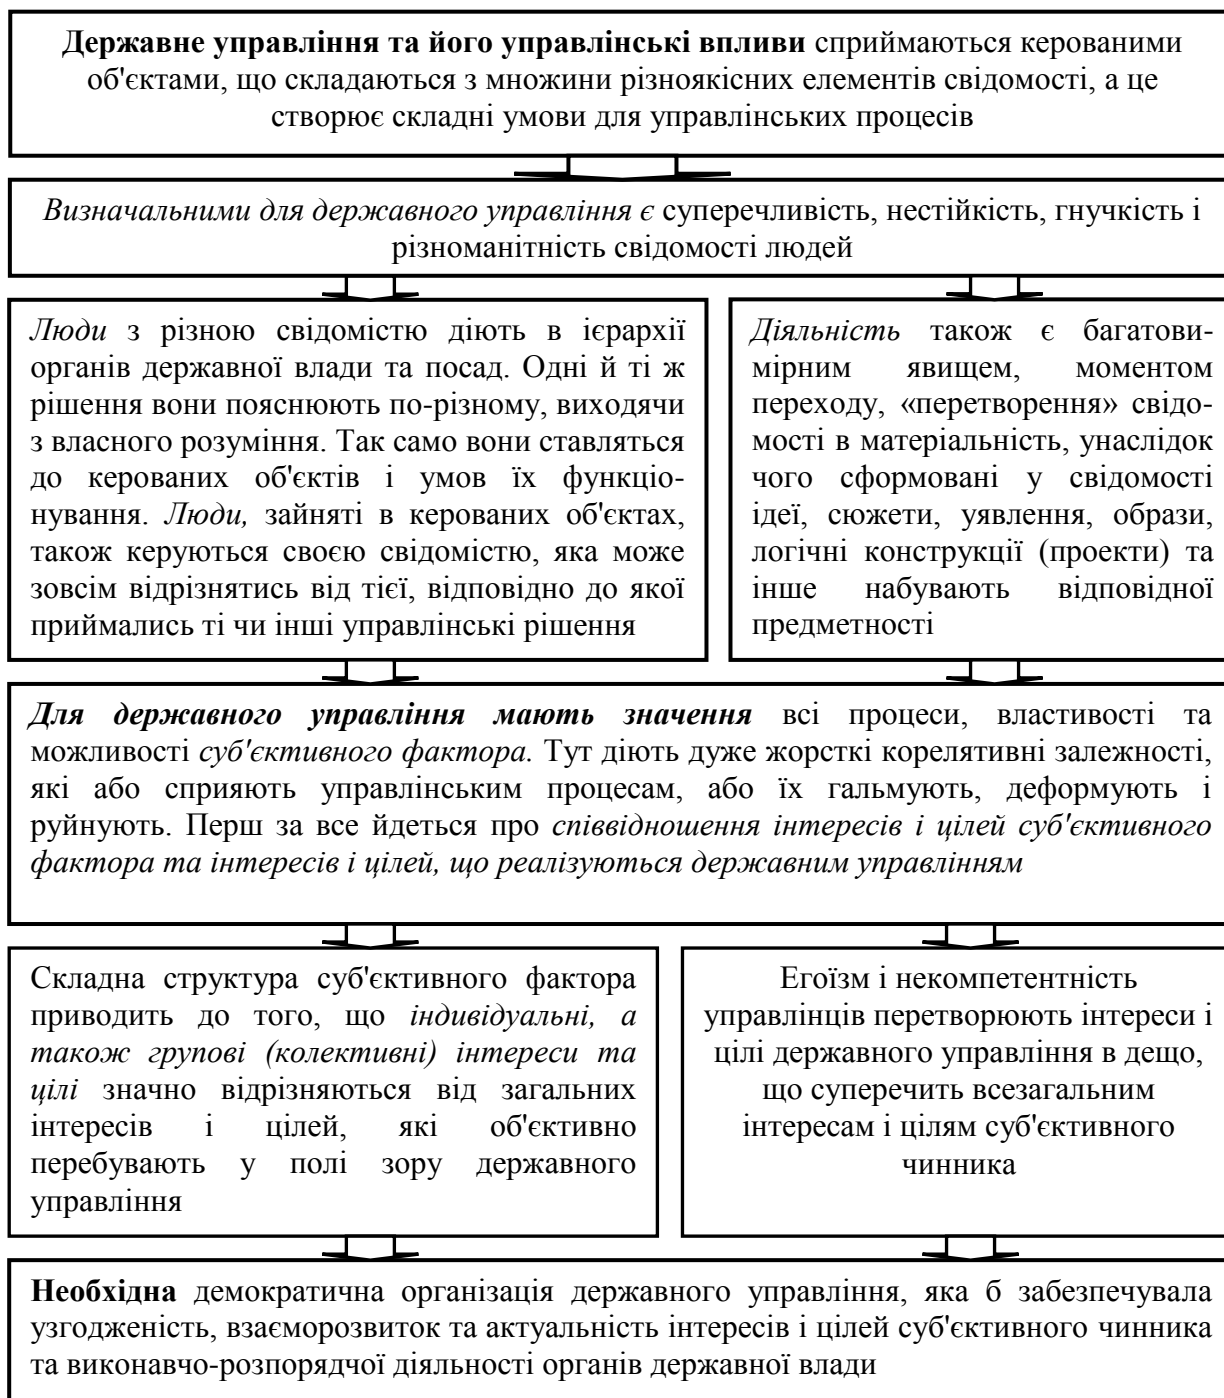 Державне управління та його управлінські впливи сприймаються керованими
об'єктами, що складаються з множини різноякісних елементів свідомості, а це
створює складні умови для управлінських процесів
Визначальними для державного управління є суперечливість, нестійкість, гнучкість і
різноманітність свідомості людей
Люди з різною свідомістю діють в ієрархії
органів державної влади та посад. Одні й ті ж
рішення вони пояснюють по-різному, виходячи
з власного розуміння. Так само вони ставляться
до керованих об'єктів і умов їх функціо-
нування. Люди, зайняті в керованих об'єктах,
також керуються своєю свідомістю, яка може
зовсім відрізнятись від тієї, відповідно до якої
приймались ті чи інші управлінські рішення
Діяльність також є багатови-
мірним явищем, моментом
переходу, «перетворення» свідо-
мості в матеріальність, унаслідок
чого сформовані у свідомості
ідеї, сюжети, уявлення, образи,
логічні конструкції (проекти) та
інше набувають відповідної
предметності
Для державного управління мають значення всі процеси, властивості та
можливості суб'єктивного фактора. Тут діють дуже жорсткі корелятивні залежності,
які або сприяють управлінським процесам, або їх гальмують, деформують і
руйнують. Перш за все йдеться про співвідношення інтересів і цілей суб'єктивного
фактора та інтересів і цілей, що реалізуються державним управлінням
Складна структура суб'єктивного фактора
приводить до того, що індивідуальні, а
також групові (колективні) інтереси та
цілі значно відрізняються від загальних
інтересів і цілей, які об'єктивно
перебувають у полі зору державного
управління
Егоїзм і некомпетентність
управлінців перетворюють інтереси і
цілі державного управління в дещо,
що суперечить всезагальним
інтересам і цілям суб'єктивного
чинника
Необхідна демократична організація державного управління, яка б забезпечувала
узгодженість, взаєморозвиток та актуальність інтересів і цілей суб'єктивного чинника
та виконавчо-розпорядчої діяльності органів державної влади